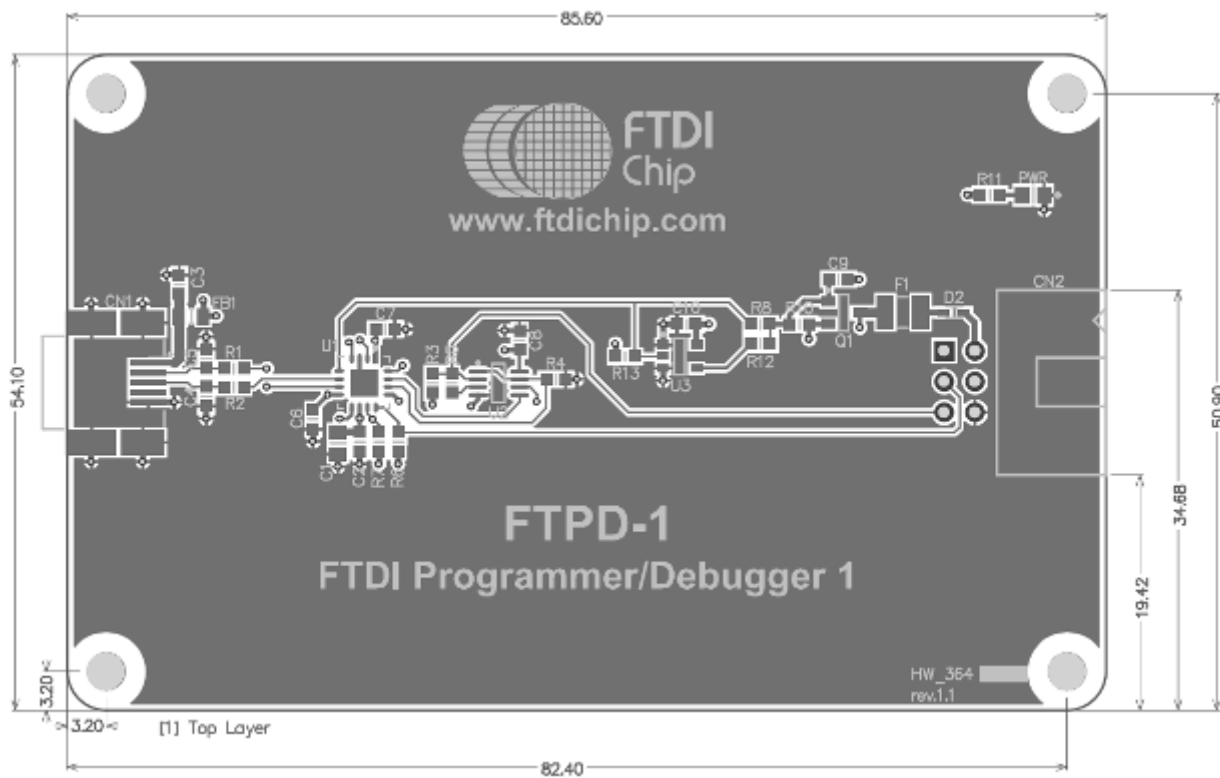 85.60
FTDI
Chip
www.ftdichip.com
R11 PWR
C3
CN1
FB1
C9
F1
D2
CN2
C7
C10
R8
Q1
U1
R1
R3
C8
R4
R13
R12
U3
R2
C6
C1
C2
R7
R6
54.10
50.90
34.68
19.42
FTPD-1
FTDI Programmer/Debugger 1
HW_364
rev.1.1
3.20
3.20
[1] Top Layer
82.40